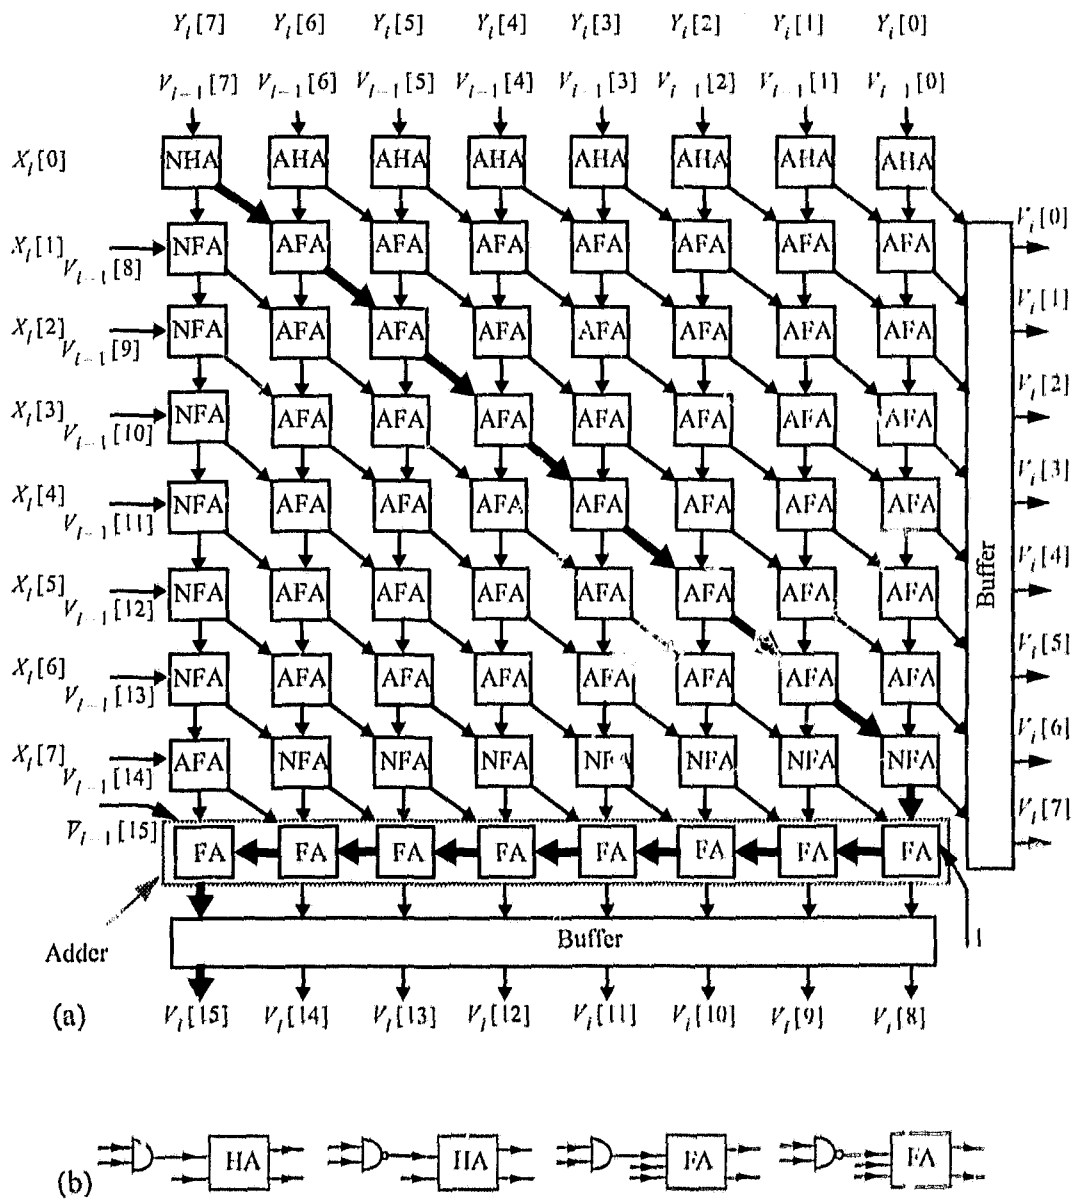 Y_i[7] Y_i[6] Y_i[5] Y_i[4] Y_i[3] Y_i[2] Y_i[1] Y_i[0]
V_{i-1}[7] V_{i-1}[6] V_{i-1}[5] V_{i-1}[4] V_{i-1}[3] V_{i-1}[2] V_{i-1}[1] V_{i-1}[0]
X_i[0] NHA AHA AHA AHA AHA AHA AHA AHA
V_i[0]
X_i[1] NFA AFA AFA AFA AFA AFA AFA AFA
V_{i-1}[8]
V_i[1]
X_i[2] NFA AFA AFA AFA AFA AFA AFA AFA
V_{i-1}[9]
V_i[2]
X_i[3] NFA AFA AFA AFA AFA AFA AFA AFA
V_{i-1}[10]
V_i[3]
X_i[4] NFA AFA AFA AFA AFA AFA AFA AFA
V_{i-1}[11]
V_i[4]
X_i[5] NFA AFA AFA AFA AFA AFA AFA AFA
V_{i-1}[12]
Buffer
V_i[5]
X_i[6] NFA AFA AFA AFA AFA AFA AFA AFA
V_{i-1}[13]
V_i[6]
X_i[7] AFA NFA NFA NFA NFA NFA NFA NFA
V_{i-1}[14]
V_i[7]
V_{i-1}[15]
FA FA FA FA FA FA FA FA
Adder
Buffer
1
(a) V_i[15] V_i[14] V_i[13] V_i[12] V_i[11] V_i[10] V_i[9] V_i[8]
(b) HA HA FA FA